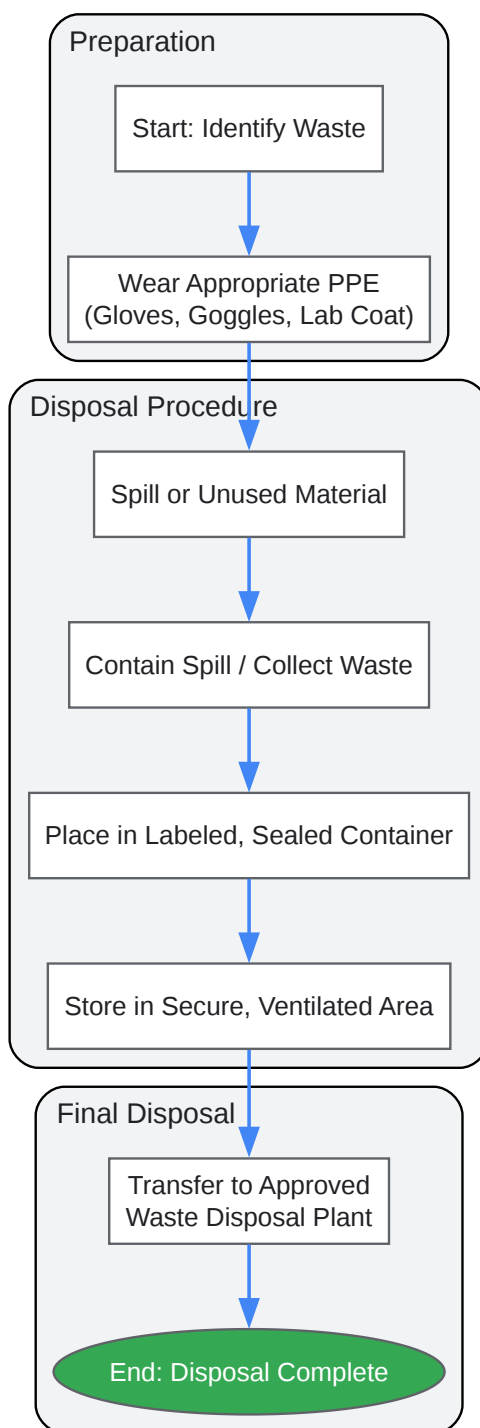 Preparation
Start: Identify Waste
Wear Appropriate PPE
(Gloves, Goggles, Lab Coat)
Disposal Procedure
Spill or Unused Material
Contain Spill / Collect Waste
Place in Labeled, Sealed Container
Store in Secure, Ventilated Area
Final Disposal
Transfer to Approved
Waste Disposal Plant
End: Disposal Complete